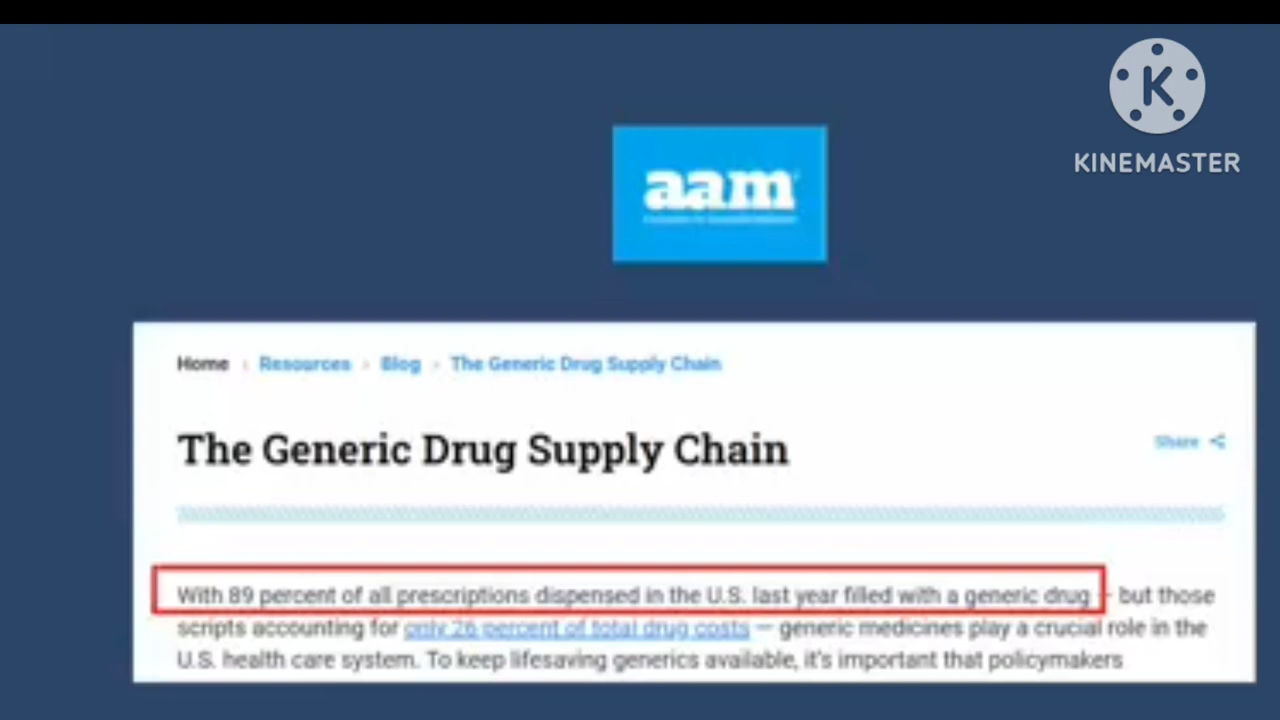 KINEMASTER
aam
Home › Resources › Blog › The Generic Drug Supply Chain
The Generic Drug Supply Chain
Share
With 89 percent of all prescriptions dispensed in the U.S. last year filled with a generic drug – but those
scripts accounting for only 26 percent of total drug costs — generic medicines play a crucial role in the
U.S. health care system. To keep lifesaving generics available, it's important that policymakers